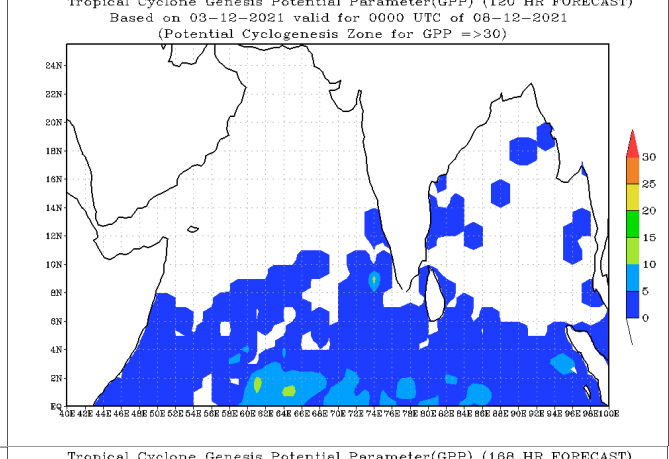 Tropical Cyclone Genesis Potential Parameter(GPP) (120 HR FORECAST)
Based on 03-12-2021 valid for 0000 UTC of 08-12-2021
(Potential Cyclogenesis Zone for GPP =>30)
24N
22N
20N
18N
16N
14N
12N
10N
8N
6N
4N
2N
EQ
40E 42E 44E 46E 48E 50E 52E 54E 56E 58E 60E 62E 64E 66E 68E 70E 72E 74E 76E 78E 80E 82E 84E 86E 88E 90E 92E 94E 96E 98E 100E
30
25
20
15
10
5
0
Tropical Cyclone Genesis Potential Parameter(GPP) (168 HR FORECAST)